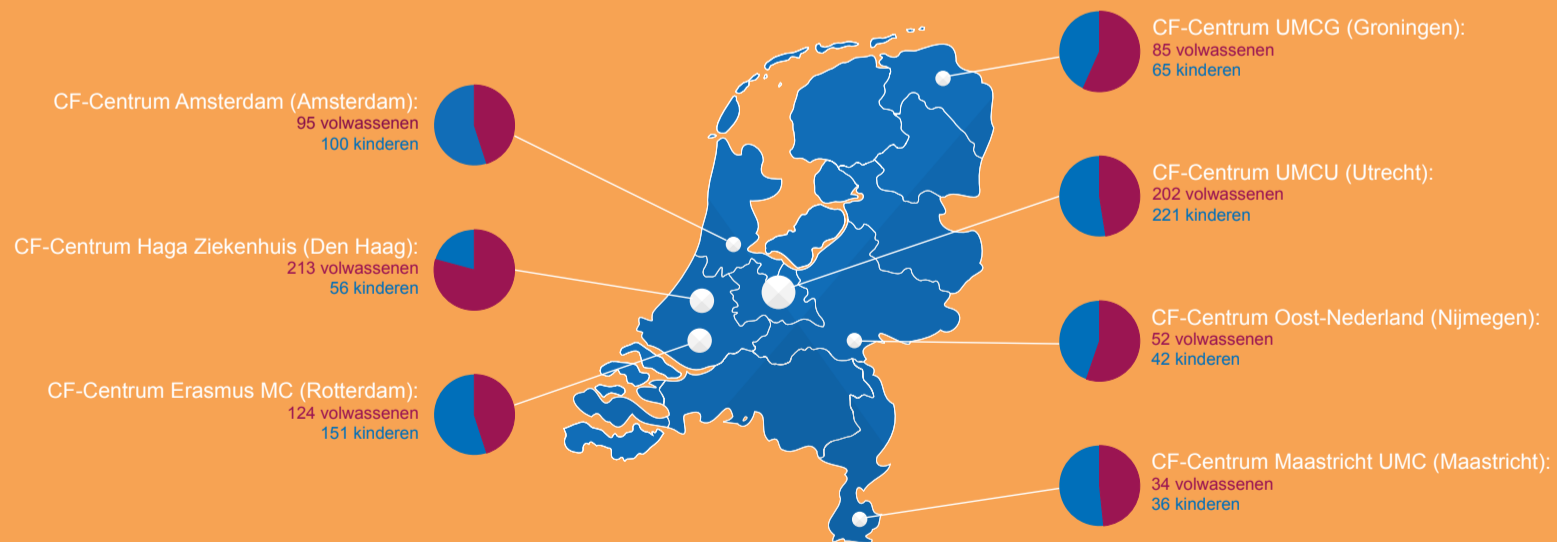 CF-Centrum Amsterdam (Amsterdam):
95 volwassenen
100 kinderen
CF-Centrum Haga Ziekenhuis (Den Haag):
213 volwassenen
56 kinderen
CF-Centrum Erasmus MC (Rotterdam):
124 volwassenen
151 kinderen
CF-Centrum UMCG (Groningen):
85 volwassenen
65 kinderen
CF-Centrum UMCU (Utrecht):
202 volwassenen
221 kinderen
CF-Centrum Oost-Nederland (Nijmegen):
52 volwassenen
42 kinderen
CF-Centrum Maastricht UMC (Maastricht):
34 volwassenen
36 kinderen